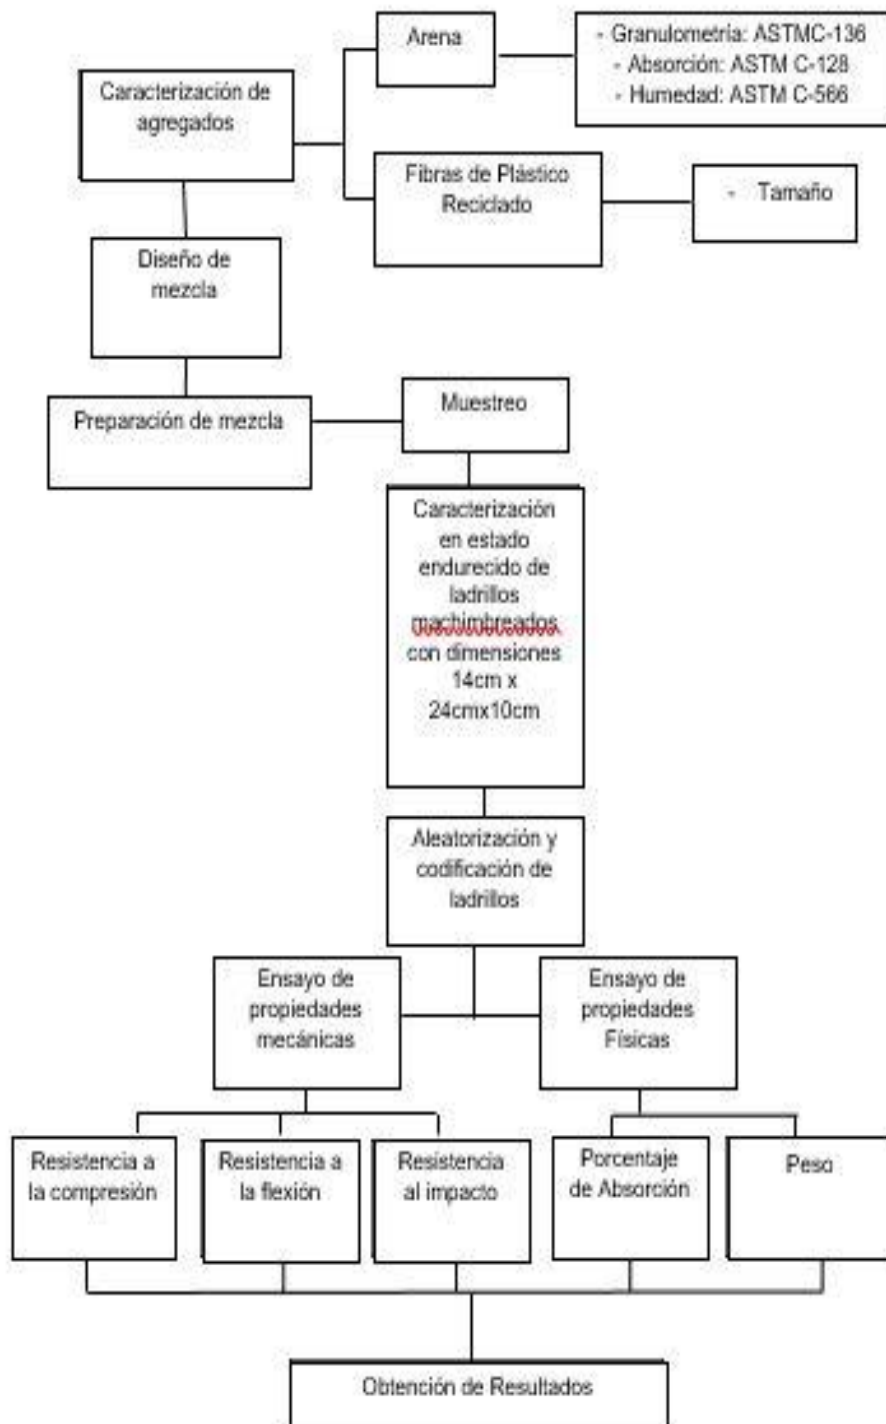 Arena
- Granulometría: ASTMC-136
- Absorción: ASTM C-128
- Humedad: ASTM C-566
Caracterización de
agregados
Fibras de Plástico
Reciclado
- Tamaño
Diseño de
mezcla
Preparación de mezcla
Muestreo
Caracterización
en estado
endurecido de
ladrillos
machimbreados
con dimensiones
14cm x
24cmx10cm
Aleatorización y
codificación de
ladrillos
Ensayo de
propiedades
mecánicas
Ensayo de
propiedades
Físicas
Resistencia a
la compresión
Resistencia a
la flexión
Resistencia
al impacto
Porcentaje
de Absorción
Peso
Obtención de Resultados